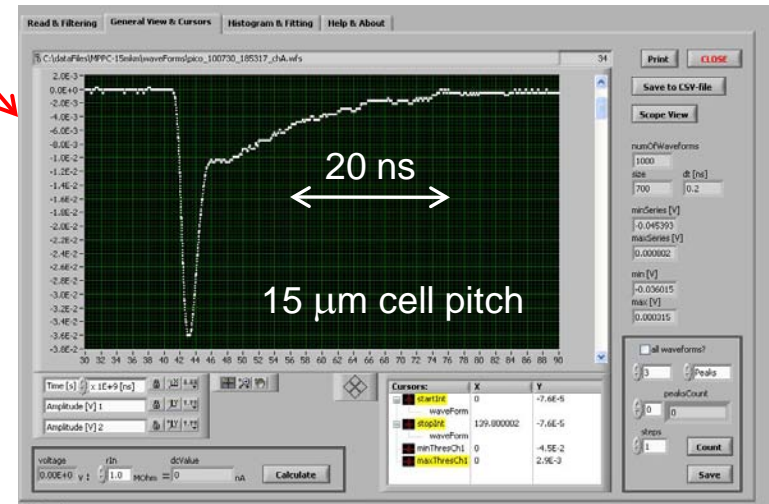 Read & Filtering General View & Cursors Histogram & Fitting Help & About
C:\dataFiles\MPPC-15mkm\waveForms\pico_100730_185317_chA.wfs 34
2.0E-3
0.0E+0
-2.0E-3
-4.0E-3
-6.0E-3
-8.0E-3
-1.0E-2
-1.2E-2
-1.4E-2
-1.6E-2
-1.8E-2
-2.0E-2
-2.2E-2
-2.4E-2
-2.6E-2
-2.8E-2
-3.0E-2
-3.2E-2
-3.4E-2
-3.6E-2
-3.8E-2
20 ns
15 μm cell pitch
30 32 34 36 38 40 42 44 46 48 50 52 54 56 58 60 62 64 66 68 70 72 74 76 78 80 82 84 86 88 90
Print CLOSE
Save to CSV-file
Scope View
numOfWaveforms
1000
size dt [ns]
700 0.2
minSeries [V]
-0.045393
maxSeries [V]
0.000802
min [V]
-0.036015
max [V]
0.000315
all waveforms?
3 Peaks
peaksCount
0 0
steps
1 Count
Save
Time [s] x 1E+9 [ns]
Amplitude [V] 1
Amplitude [V] 2
Cursors: X Y
startInt 0 -7.6E-5
waveForm
stopInt 139.800002 -7.6E-5
waveForm
minThresCh1 0 -4.5E-2
maxThresCh1 0 2.9E-3
voltage rIn dcValue
0.00E+0 V : 1.0 MOhm = 0 nA Calculate